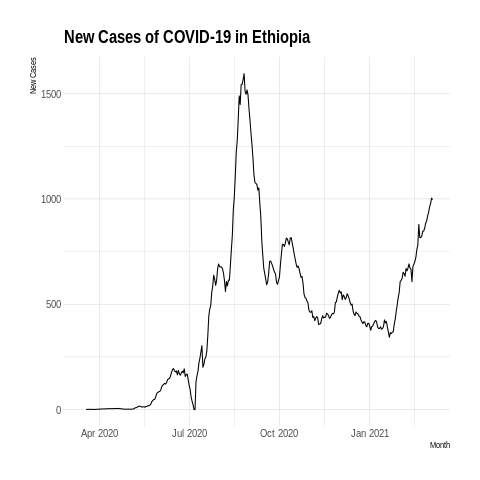 New Cases of COVID-19 in Ethiopia
New Cases
1500
1000
500
0
Apr 2020 Jul 2020 Oct 2020 Jan 2021
Month